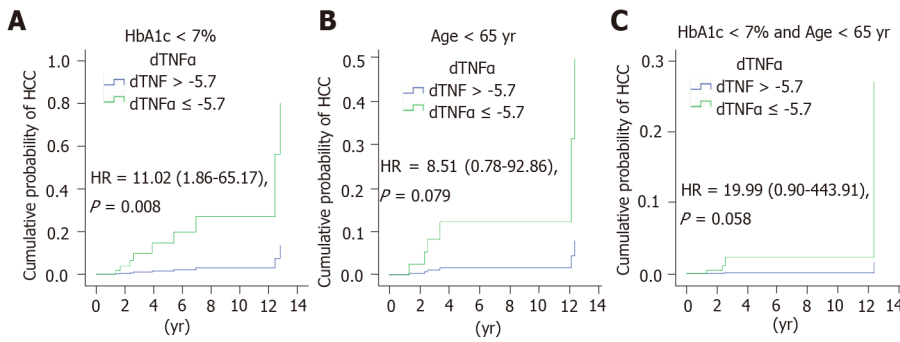 A
HbA1c < 7%
dTNFα
dTNF > -5.7
dTNFα ≤ -5.7
HR = 11.02 (1.86-65.17),
P = 0.008
Cumulative probability of HCC
1.0
0.8
0.6
0.4
0.2
0.0
0 2 4 6 8 10 12 14
(yr)
B
Age < 65 yr
dTNFα
dTNF > -5.7
dTNFα ≤ -5.7
HR = 8.51 (0.78-92.86),
P = 0.079
Cumulative probability of HCC
0.5
0.4
0.3
0.2
0.1
0.0
0 2 4 6 8 10 12 14
(yr)
C
HbA1c < 7% and Age < 65 yr
dTNFα
dTNF > -5.7
dTNFα ≤ -5.7
HR = 19.99 (0.90-443.91),
P = 0.058
Cumulative probability of HCC
0.3
0.2
0.1
0.0
0 2 4 6 8 10 12 14
(yr)